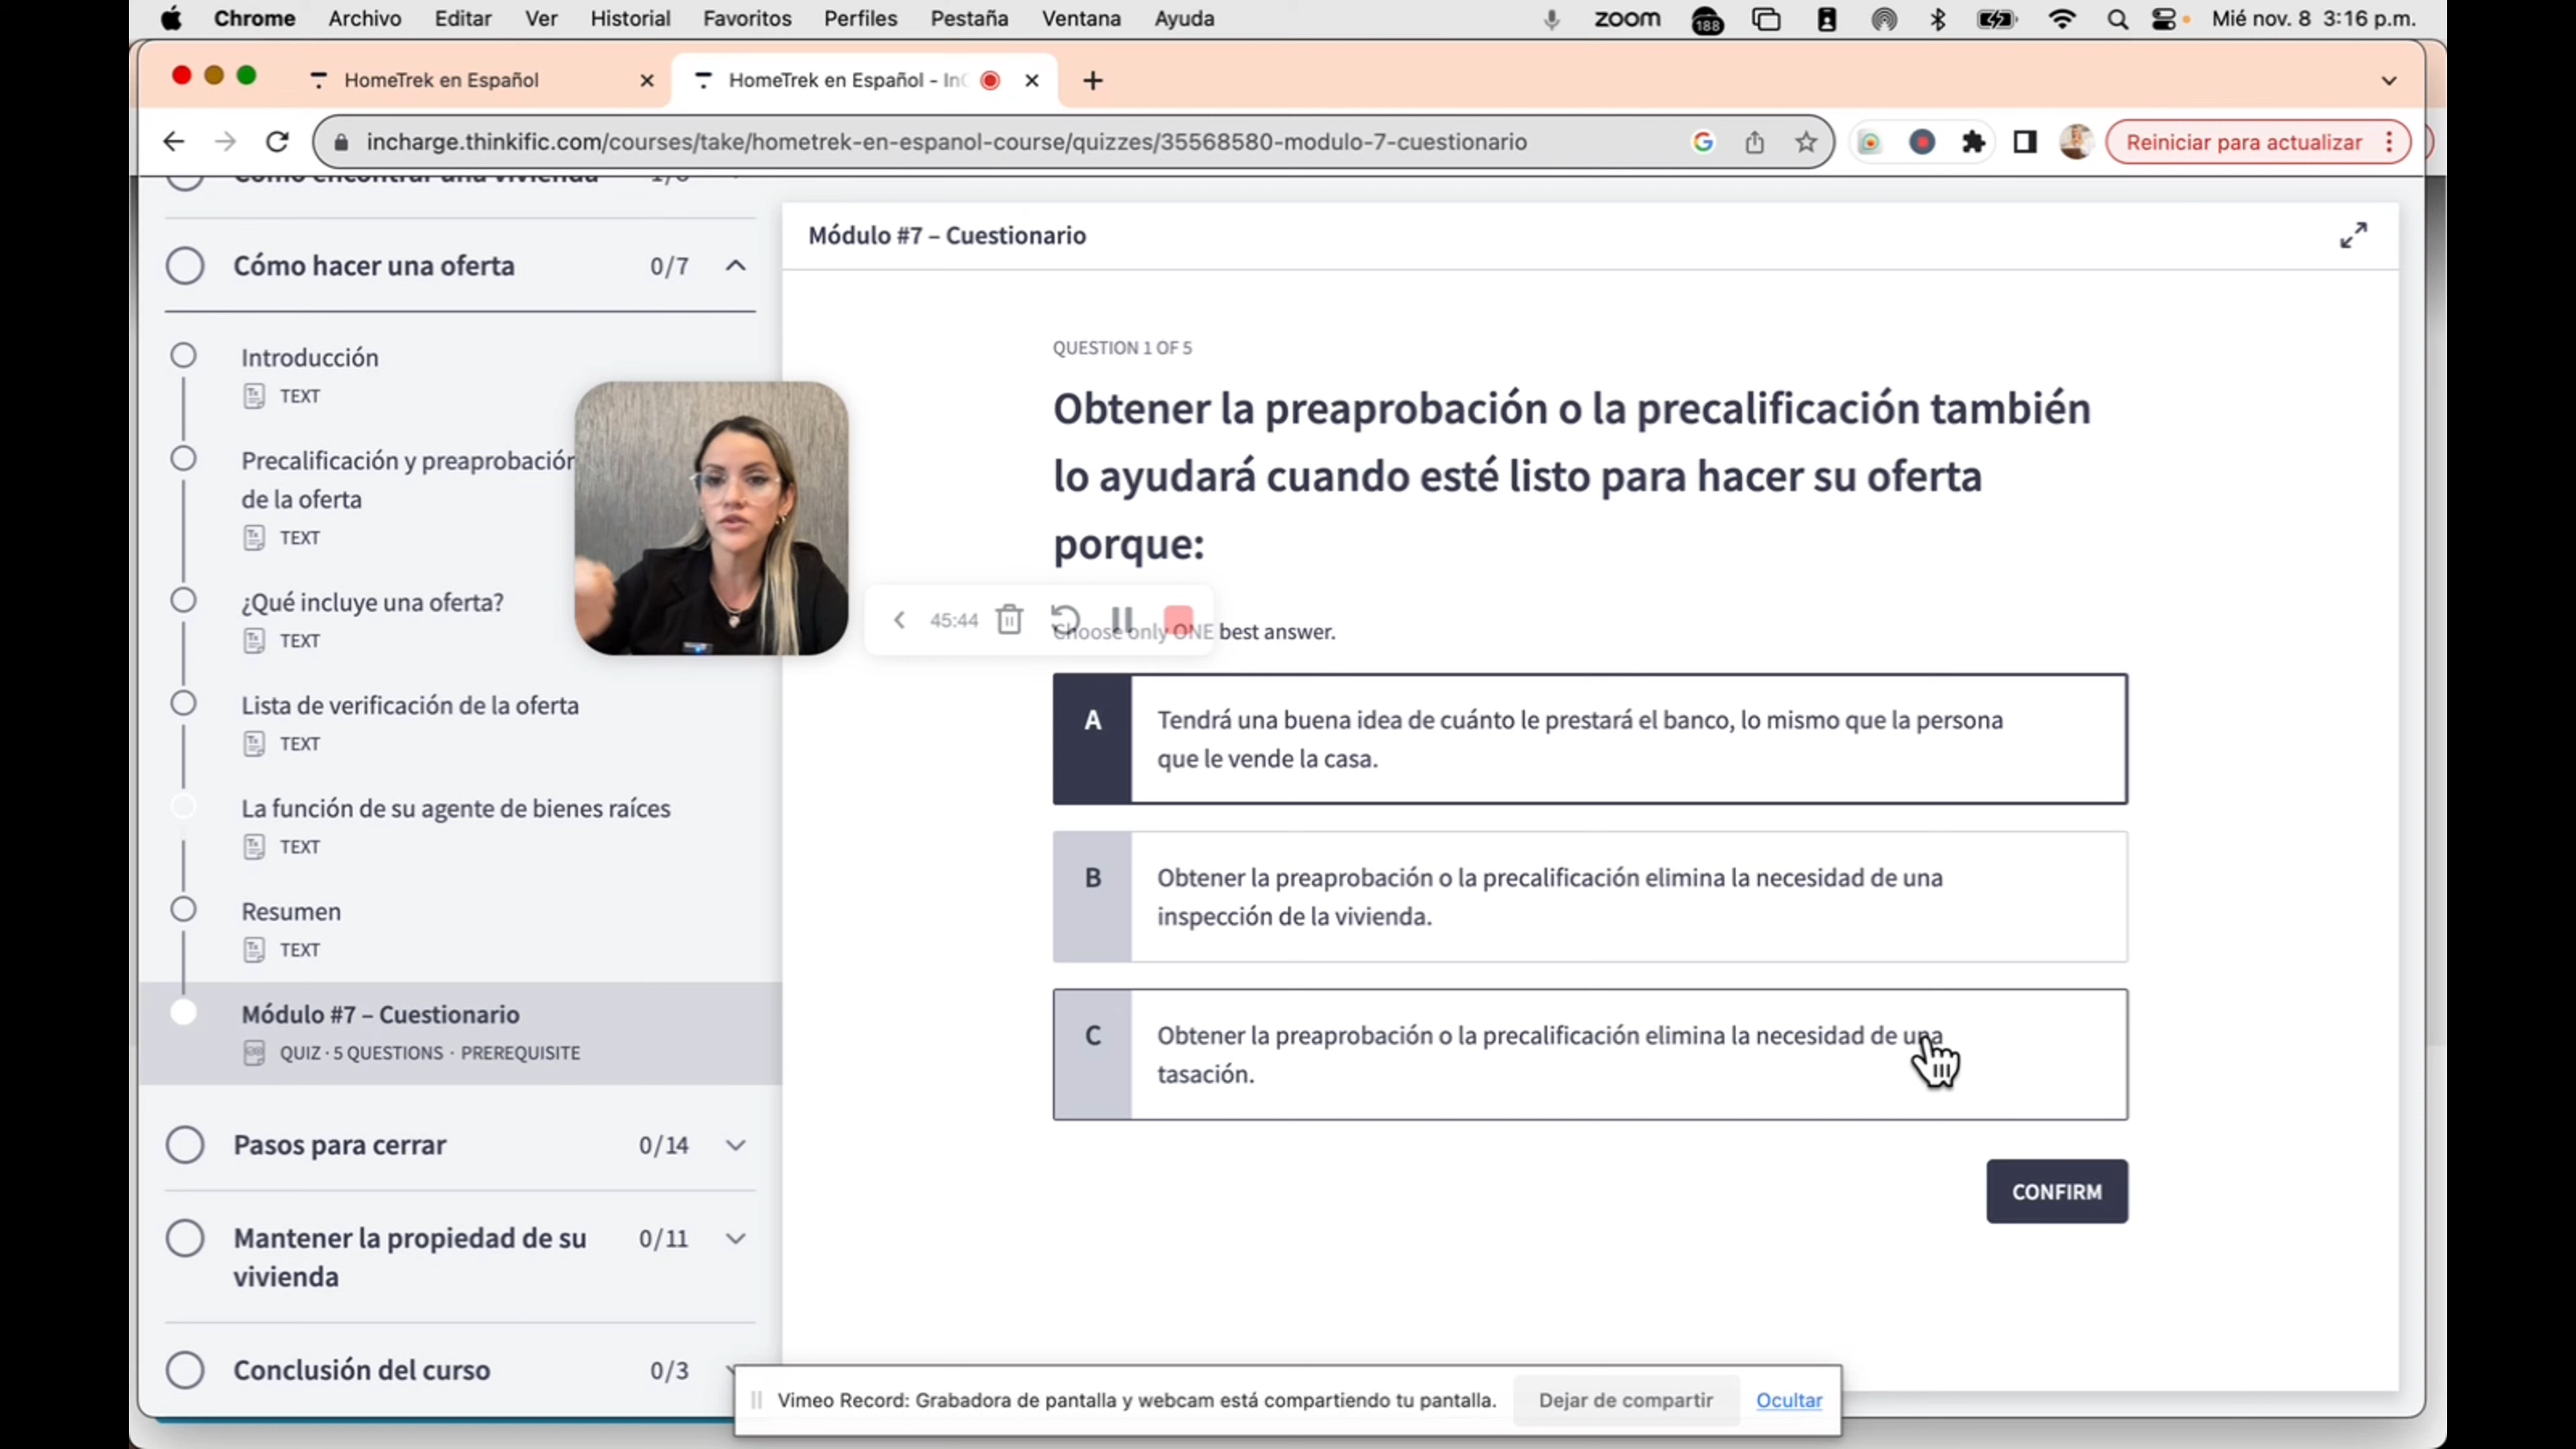 Chrome Archivo Editar Ver Historial Favoritos Perfiles Pestaña Ventana Ayuda
zoom 188 Mié nov. 8 3:16 p.m.
HomeTrek en Español
HomeTrek en Español - In
incharge.thinkific.com/courses/take/hometrek-en-espanol-course/quizzes/35568580-modulo-7-cuestionario
Reiniciar para actualizar
Cómo encontrar una vivienda
Cómo hacer una oferta 0/7
Introducción
TEXT
Precalificación y preaprobación
de la oferta
TEXT
¿Qué incluye una oferta?
TEXT
Lista de verificación de la oferta
TEXT
La función de su agente de bienes raíces
TEXT
Resumen
TEXT
Módulo #7 – Cuestionario
QUIZ · 5 QUESTIONS · PREREQUISITE
Pasos para cerrar 0/14
Mantener la propiedad de su
vivienda 0/11
Conclusión del curso 0/3
Módulo #7 – Cuestionario
QUESTION 1 OF 5
Obtener la preaprobación o la precalificación también
lo ayudará cuando esté listo para hacer su oferta
porque:
45:44
Choose only ONE best answer.
A Tendrá una buena idea de cuánto le prestará el banco, lo mismo que la persona
que le vende la casa.
B Obtener la preaprobación o la precalificación elimina la necesidad de una
inspección de la vivienda.
C Obtener la preaprobación o la precalificación elimina la necesidad de una
tasación.
CONFIRM
Vimeo Record: Grabadora de pantalla y webcam está compartiendo tu pantalla. Dejar de compartir Ocultar